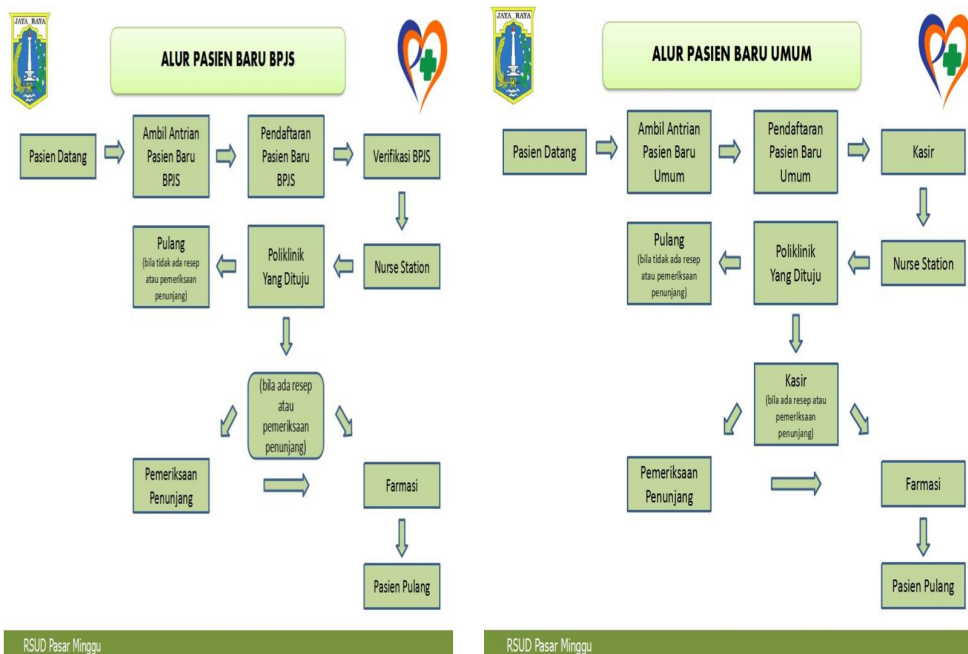 JAYA RAYA
ALUR PASIEN BARU BPJS
Pasien Datang
Ambil Antrian
Pasien Baru
BPJS
Pendaftaran
Pasien Baru
BPJS
Verifikasi BPJS
Pulang
(bila tidak ada resep
atau pemeriksaan
penunjang)
Poliklinik
Yang Dituju
Nurse Station
(bila ada resep
atau
pemeriksaan
penunjang)
Pemeriksaan
Penunjang
Farmasi
Pasien Pulang
RSUD Pasar Minggu
JAYA RAYA
ALUR PASIEN BARU UMUM
Pasien Datang
Ambil Antrian
Pasien Baru
Umum
Pendaftaran
Pasien Baru
Umum
Kasir
Pulang
(bila tidak ada resep
atau pemeriksaan
penunjang)
Poliklinik
Yang Dituju
Nurse Station
Kasir
(bila ada resep atau
pemeriksaan
penunjang)
Pemeriksaan
Penunjang
Farmasi
Pasien Pulang
RSUD Pasar Minggu